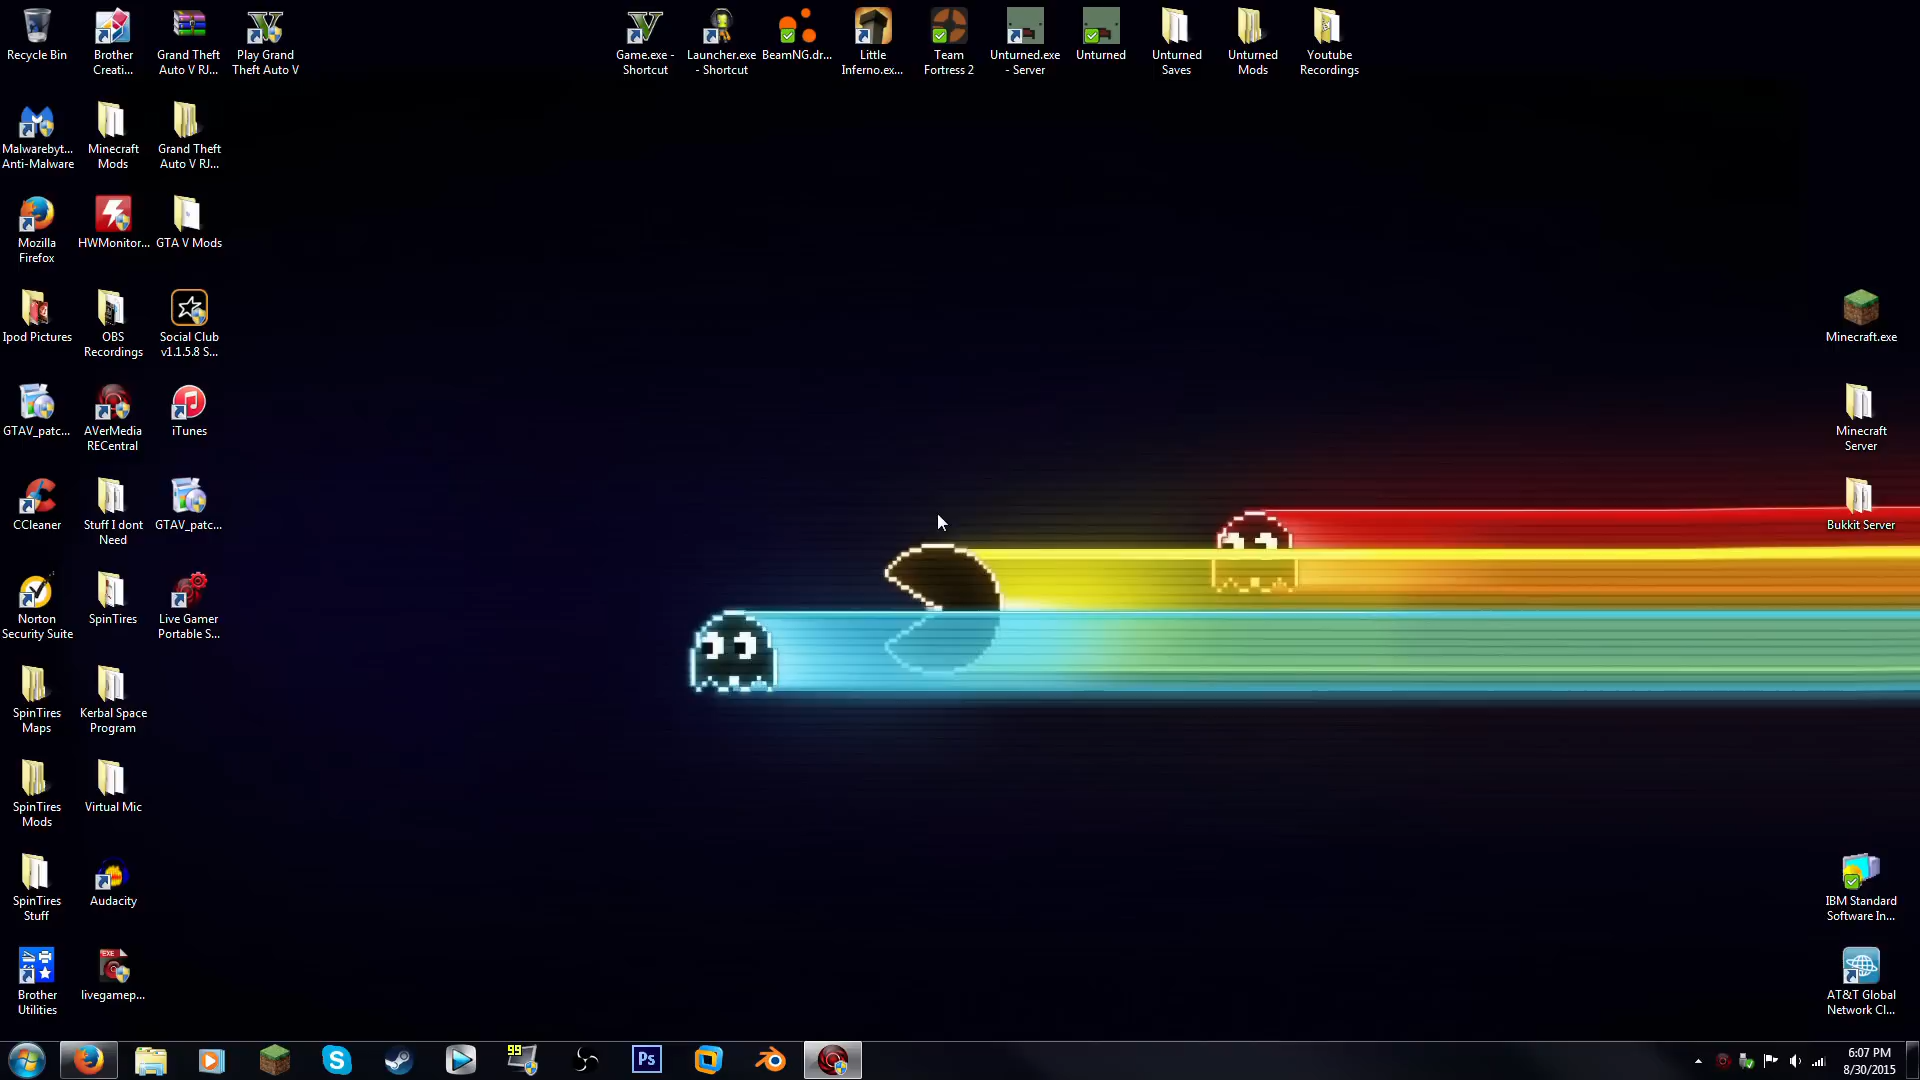 Recycle Bin
Brother
Creati...
Grand Theft
Auto V RJ...
Play Grand
Theft Auto V
Game.exe -
Shortcut
Launcher.exe
- Shortcut
BeamNG.dr...
Little
Inferno.ex...
Team
Fortress 2
Unturned.exe
- Server
Unturned
Unturned
Saves
Unturned
Mods
Youtube
Recordings
Malwarebyt...
Anti-Malware
Minecraft
Mods
Grand Theft
Auto V RJ...
Mozilla
Firefox
HWMonitor...
GTA V Mods
Ipod Pictures
OBS
Recordings
Social Club
v1.1.5.8 S...
Minecraft.exe
GTAV_patc...
AVerMedia
RECentral
iTunes
Minecraft
Server
CCleaner
Stuff I dont
Need
GTAV_patc...
Bukkit Server
Norton
Security Suite
SpinTires
Live Gamer
Portable S...
SpinTires
Maps
Kerbal Space
Program
SpinTires
Mods
Virtual Mic
SpinTires
Stuff
Audacity
IBM Standard
Software In...
EXE
Brother
Utilities
livegamep...
AT&T Global
Network Cl...
99
Ps
6:07 PM
8/30/2015